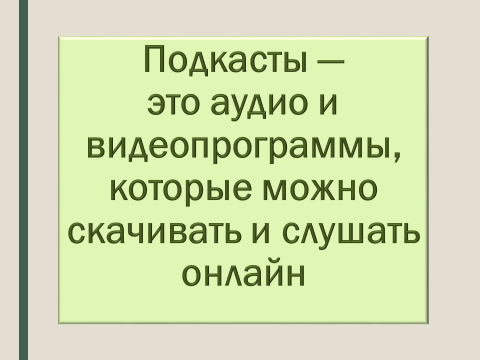 Подкасты —
это аудио и
видеопрограммы,
которые можно
скачивать и слушать
онлайн